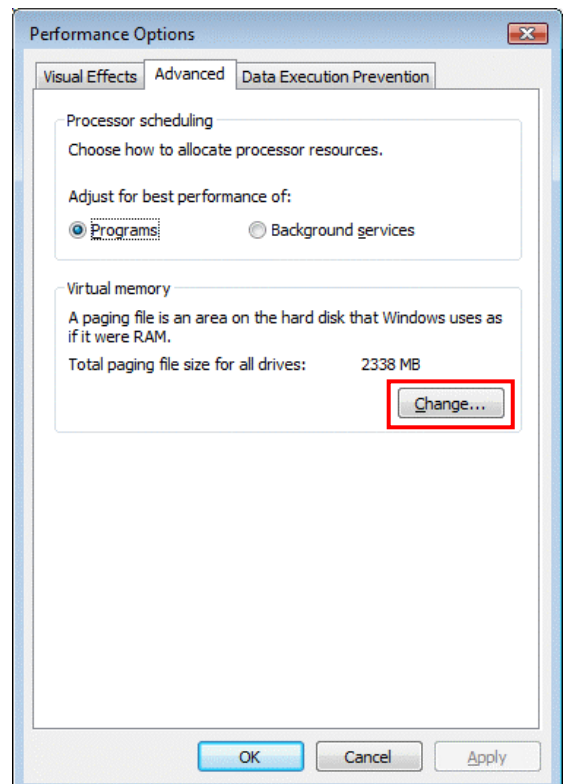 Performance Options
Visual Effects Advanced Data Execution Prevention
Processor scheduling
Choose how to allocate processor resources.
Adjust for best performance of:
Programs Background services
Virtual memory
A paging file is an area on the hard disk that Windows uses as
if it were RAM.
Total paging file size for all drives: 2338 MB
Change...
OK Cancel Apply